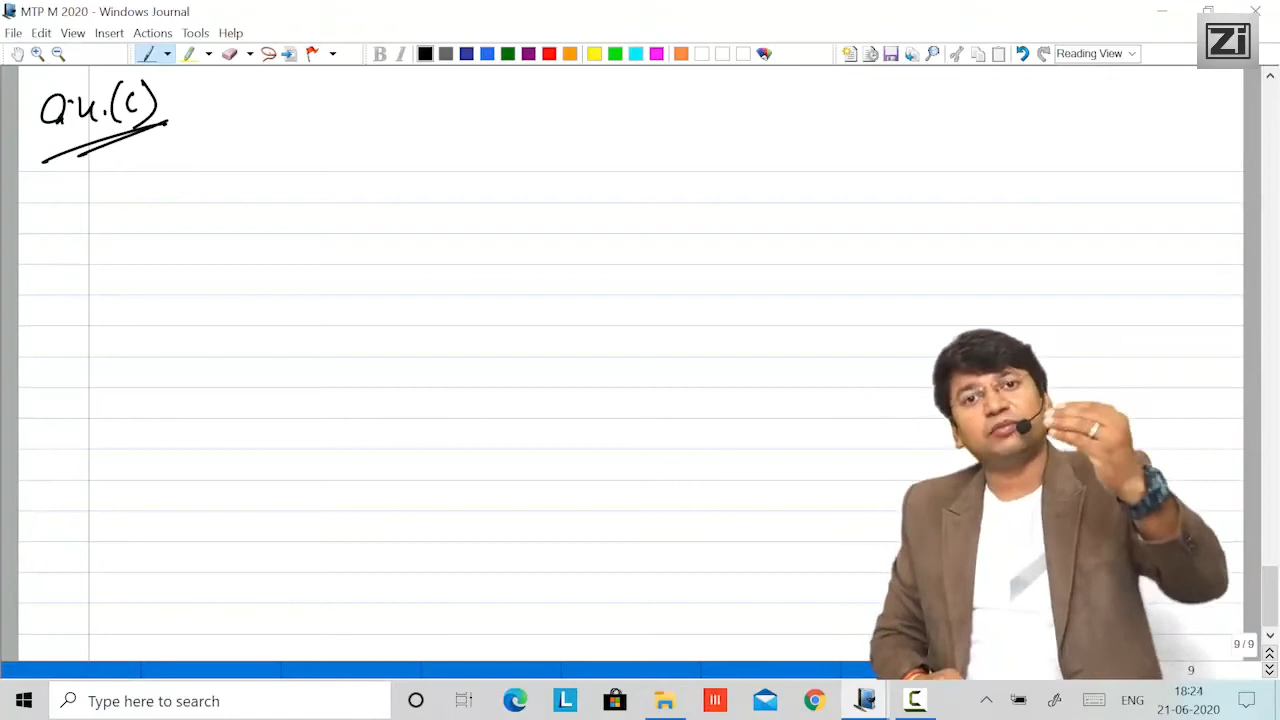 MTP M 2020 - Windows Journal
File Edit View Insert Actions Tools Help
Zi
B I
Reading View
Q.4.(C)
9 / 9
9
Type here to search
L
ENG
18:24
21-06-2020